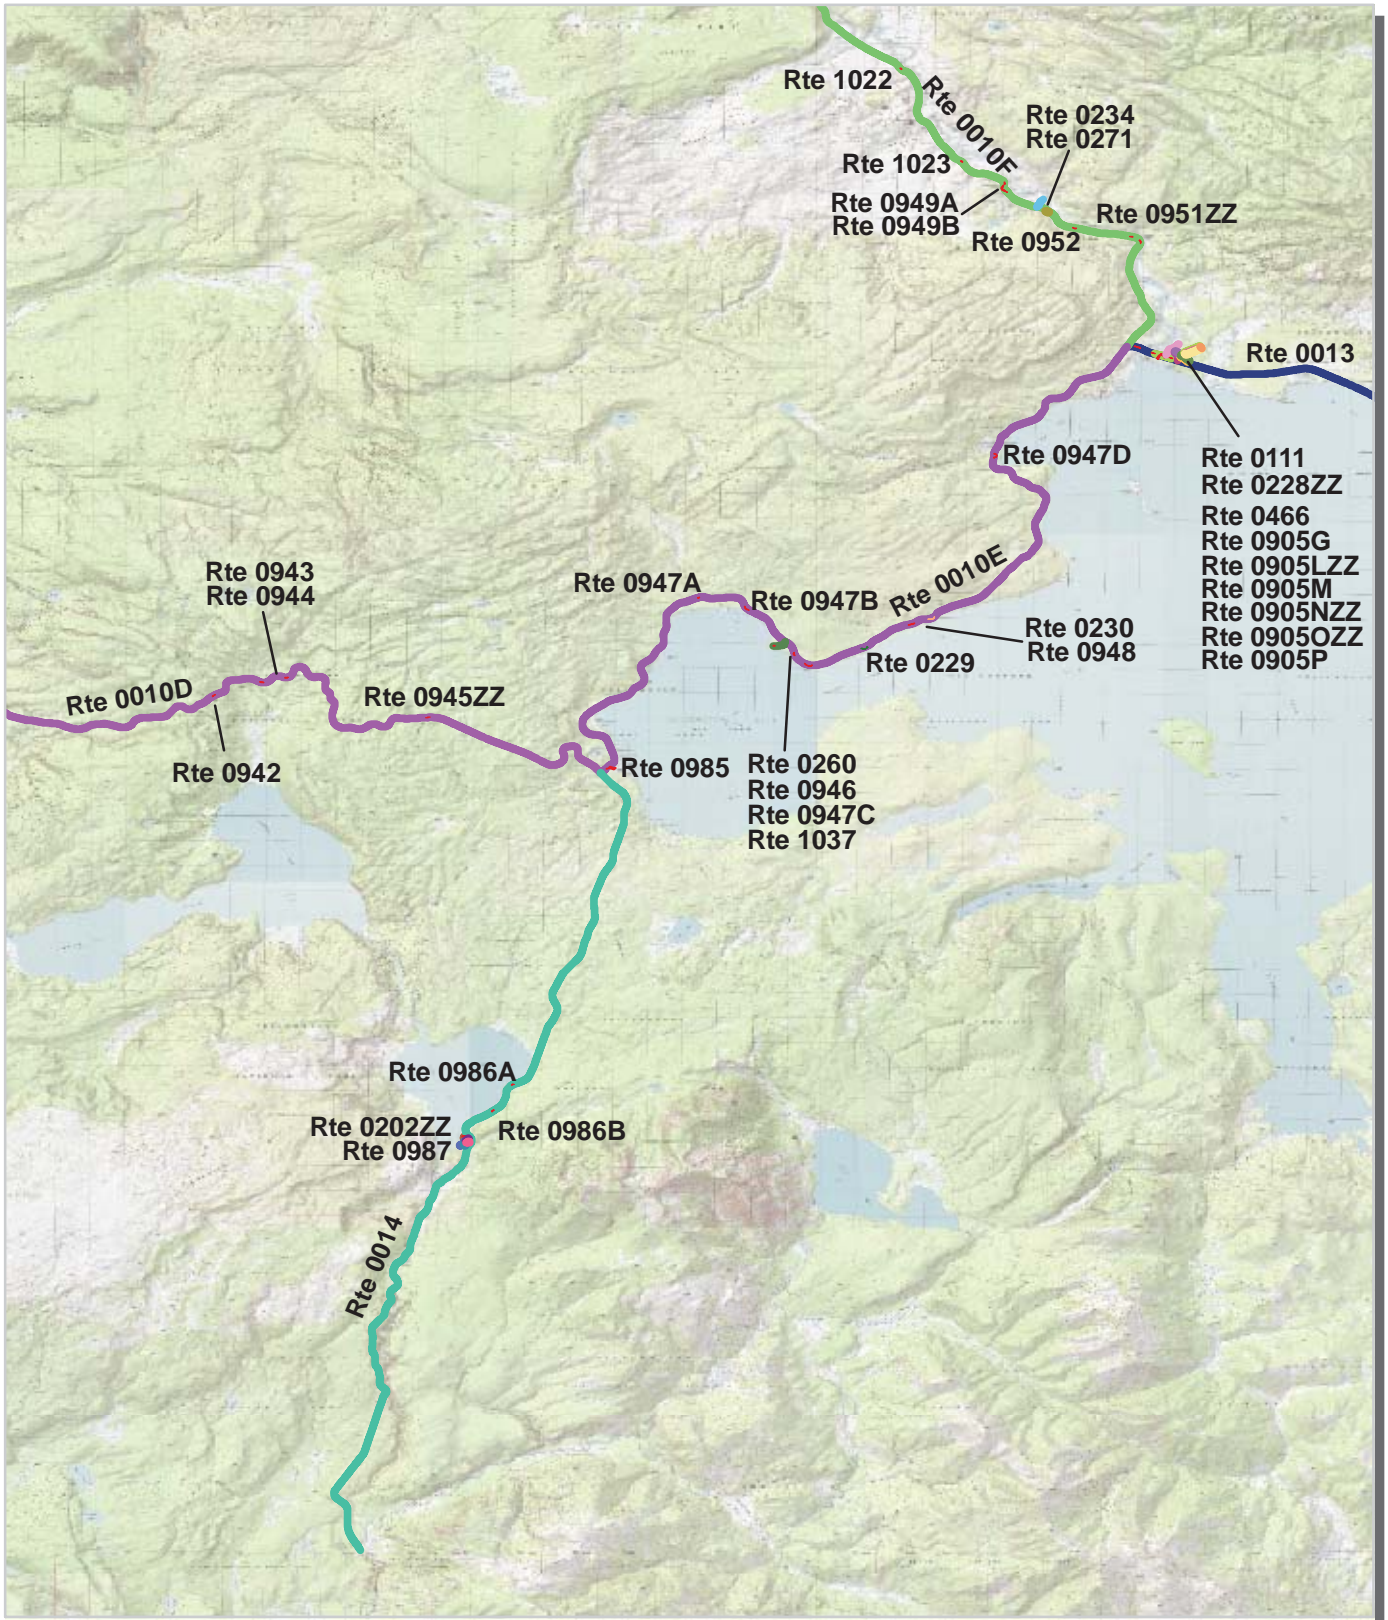 Rte 1022
Rte 0010F
Rte 0234
Rte 0271
Rte 1023
Rte 0949A
Rte 0949B
Rte 0951ZZ
Rte 0952
Rte 0013
Rte 0947D
Rte 0111
Rte 0228ZZ
Rte 0466
Rte 0905G
Rte 0905LZZ
Rte 0905M
Rte 0905NZZ
Rte 0905OZZ
Rte 0905P
Rte 0943
Rte 0944
Rte 0947A
Rte 0947B
Rte 0010E
Rte 0230
Rte 0948
Rte 0229
Rte 0010D
Rte 0945ZZ
Rte 0942
Rte 0985
Rte 0260
Rte 0946
Rte 0947C
Rte 1037
Rte 0986A
Rte 0202ZZ
Rte 0987
Rte 0986B
Rte 0014